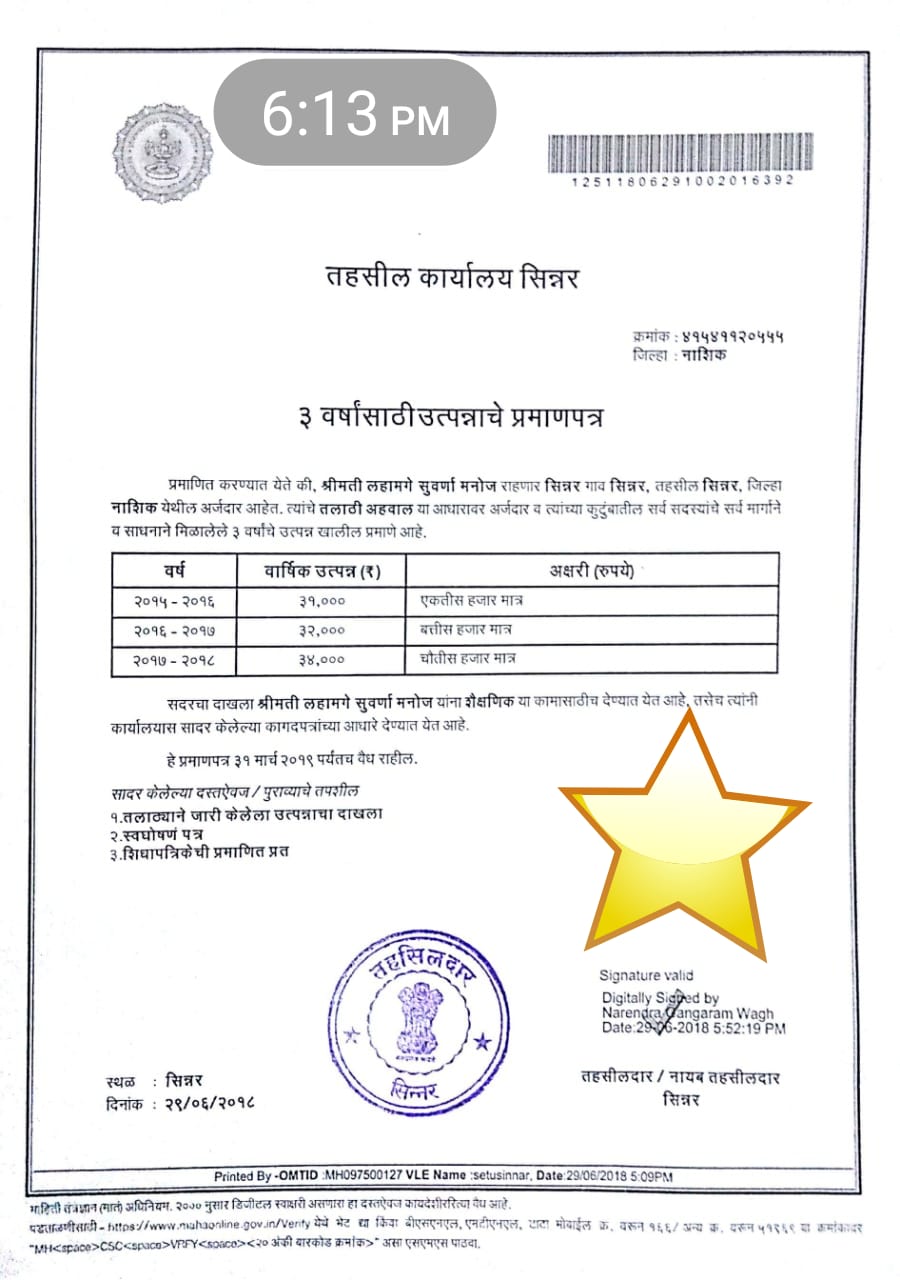 6:13 PM
12511806291002016392
तहसील कार्यालय सिन्नर
क्रमांक : ४१५४११२०५५५
जिल्हा : नाशिक
३ वर्षांसाठी उत्पन्नाचे प्रमाणपत्र
प्रमाणित करण्यात येते की, श्रीमती लहामगे सुवर्णा मनोज राहणार सिन्नर गाव सिन्नर, तहसील सिन्नर, जिल्हा
नाशिक येथील अर्जदार आहेत. त्यांचे तलाठी अहवाल या आधारावर अर्जदार व त्यांच्या कुटुंबातील सर्व सदस्यांचे सर्व मार्गाने
व साधनाने मिळालेले ३ वर्षांचे उत्पन्न खालील प्रमाणे आहे.
वर्ष वार्षिक उत्पन्न (₹) अक्षरी (रुपये)
२०१५ - २०१६ ३१,००० एकतीस हजार मात्र
२०१६ - २०१७ ३२,००० बत्तीस हजार मात्र
२०१७ - २०१८ ३४,००० चौतीस हजार मात्र
सदरचा दाखला श्रीमती लहामगे सुवर्णा मनोज यांना शैक्षणिक या कामासाठीच देण्यात येत आहे, तसेच त्यांनी
कार्यालयास सादर केलेल्या कागदपत्रांच्या आधारे देण्यात येत आहे.
हे प्रमाणपत्र ३१ मार्च २०१९ पर्यंतच वैध राहील.
सादर केलेल्या दस्तऐवज / पुराव्याचे तपशील
१.तलाठ्याने जारी केलेला उत्पन्नाचा दाखला
२.स्वघोषणं पत्र
३.शिधापत्रिकेची प्रमाणित प्रत
तहसिलदार
सिन्नर
Signature valid
Digitally Signed by
Narendra Gangaram Wagh
Date:29-06-2018 5:52:19 PM
स्थळ : सिन्नर
दिनांक : २९/०६/२०१८
तहसीलदार / नायब तहसीलदार
सिन्नर
Printed By -OMTID :MH097500127 VLE Name :setusinnar, Date:29/06/2018 5:09PM
माहिती तंत्रज्ञान (मातं) अधिनियम, २००० नुसार डिजीटल स्वाक्षरी असणारा हा दस्तऐवज कायदेशीररित्या वैध आहे.
पडताळणीसाठी - https://www.mahaonline.gov.in/Verify येथे भेट द्या किंवा बीएसएनएल, एमटीएनएल, टाटा मोबाईल क्र. वरून १६६/ अन्य क्र. वरून ५१९६९ या क्रमांकावर
"MH<space>CSC<space>VRFY<space><२० अंकी बारकोड क्रमांक>" असा एसएमएस पाठवा.